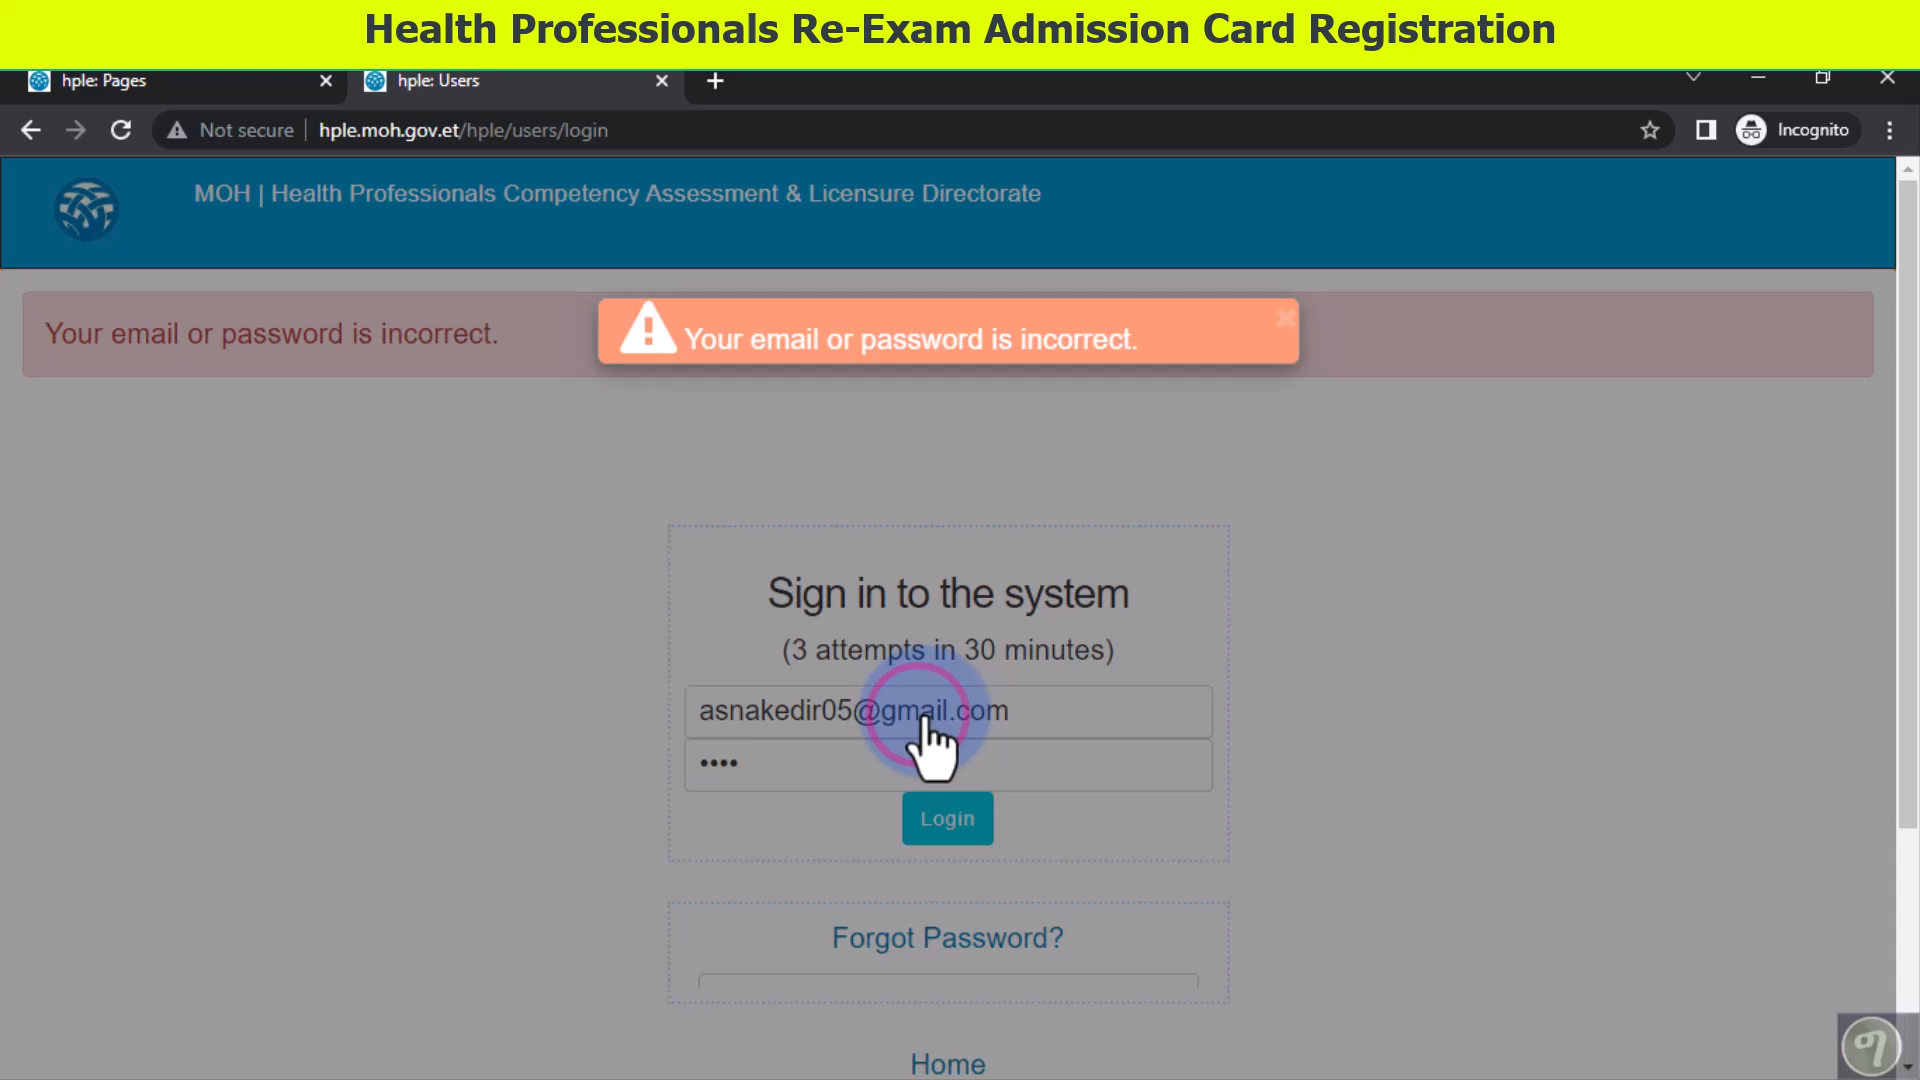 Health Professionals Re-Exam Admission Card Registration
hple: Pages
hple: Users
Not secure
hple.moh.gov.et/hple/users/login
Incognito
MOH | Health Professionals Competency Assessment & Licensure Directorate
Your email or password is incorrect.
Your email or password is incorrect.
Sign in to the system
(3 attempts in 30 minutes)
asnakedir05@gmail.com
••••
Login
Forgot Password?
Home
ግ